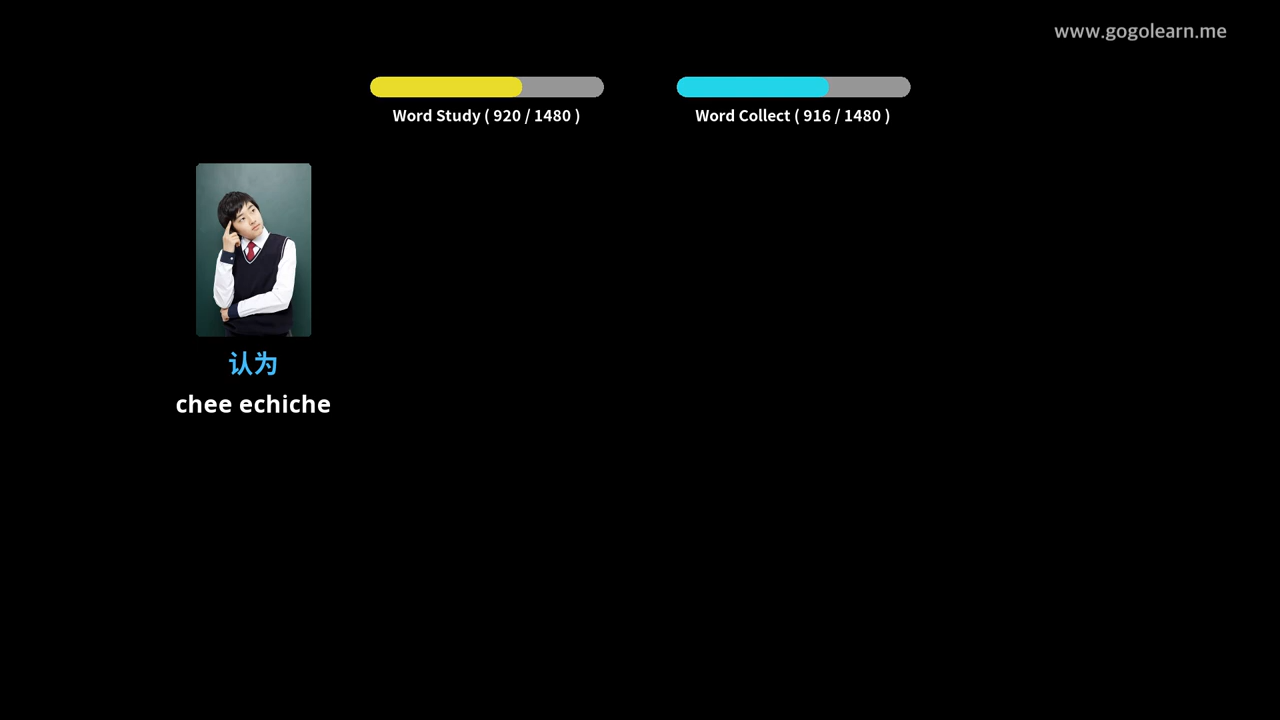 www.gogolearn.me
Word Study ( 920 / 1480 )
Word Collect ( 916 / 1480 )
认为
chee echiche